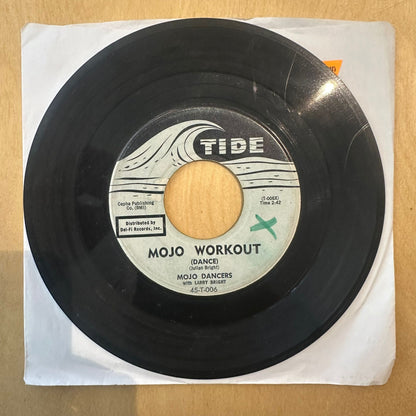 TIDE
Cepha Publishing
Co. (BMI)
Distributed by
Del-Fi Records, Inc.
(T-006X)
Time 2:42
MOJO WORKOUT
(DANCE)
(Julian Bright)
MOJO DANCERS
with LARRY BRIGHT
45-T-006